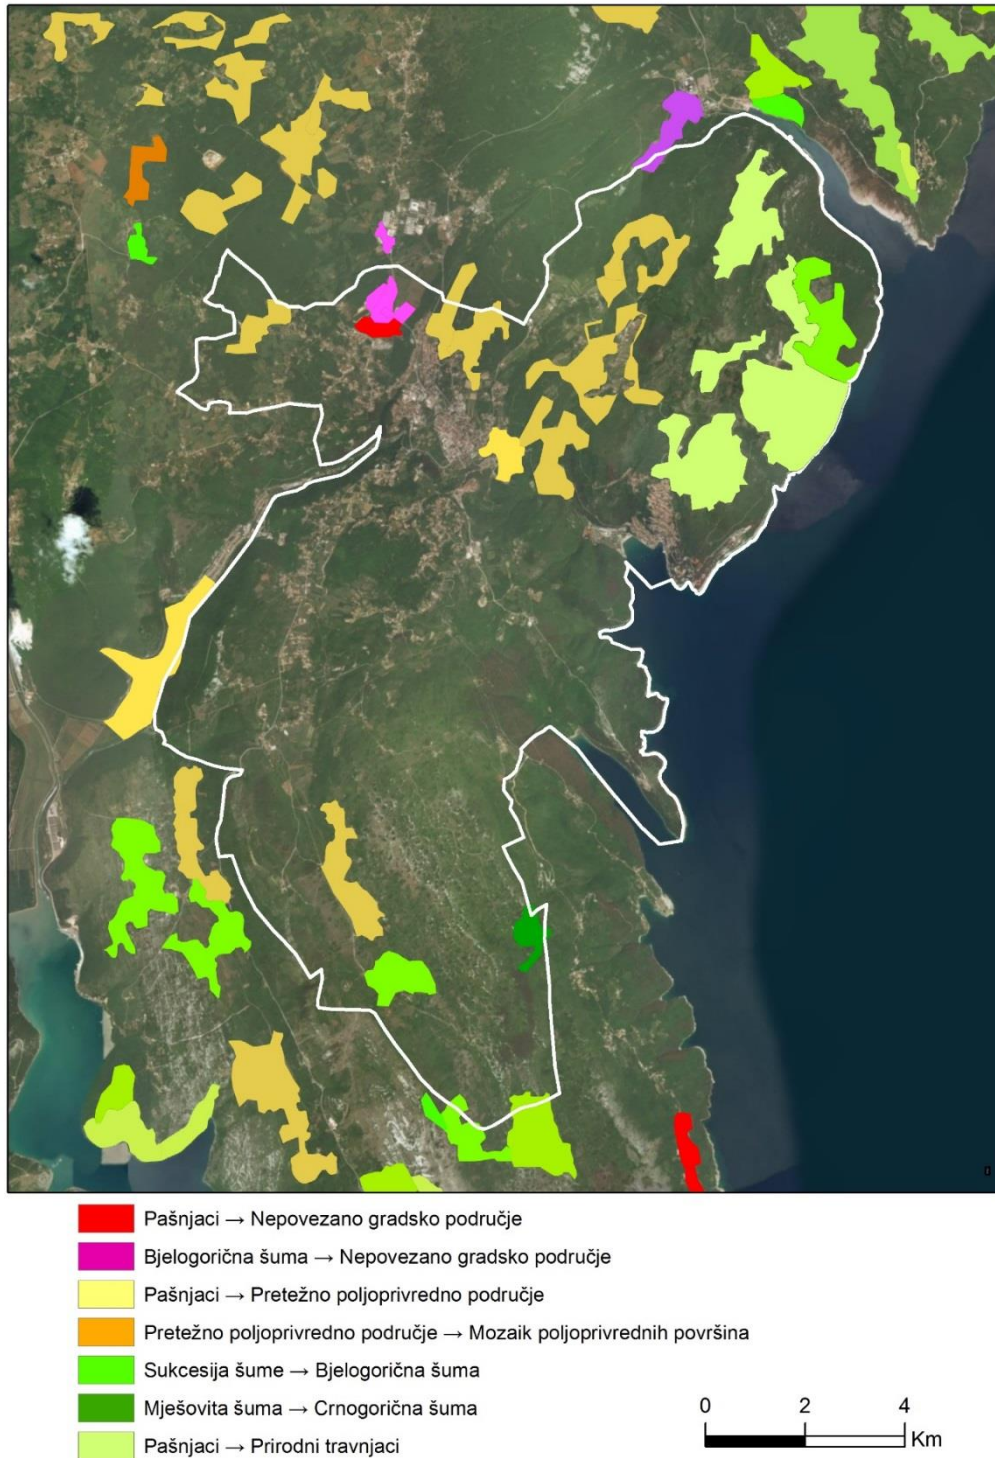 Pašnjaci → Nepovezano gradsko područje
Bjelogorična šuma → Nepovezano gradsko područje
Pašnjaci → Pretežno poljoprivredno područje
Pretežno poljoprivredno područje → Mozaik poljoprivrednih površina
Sukcesija šume → Bjelogorična šuma
Mješovita šuma → Crnogorična šuma
Pašnjaci → Prirodni travnjaci
0 2 4
Km